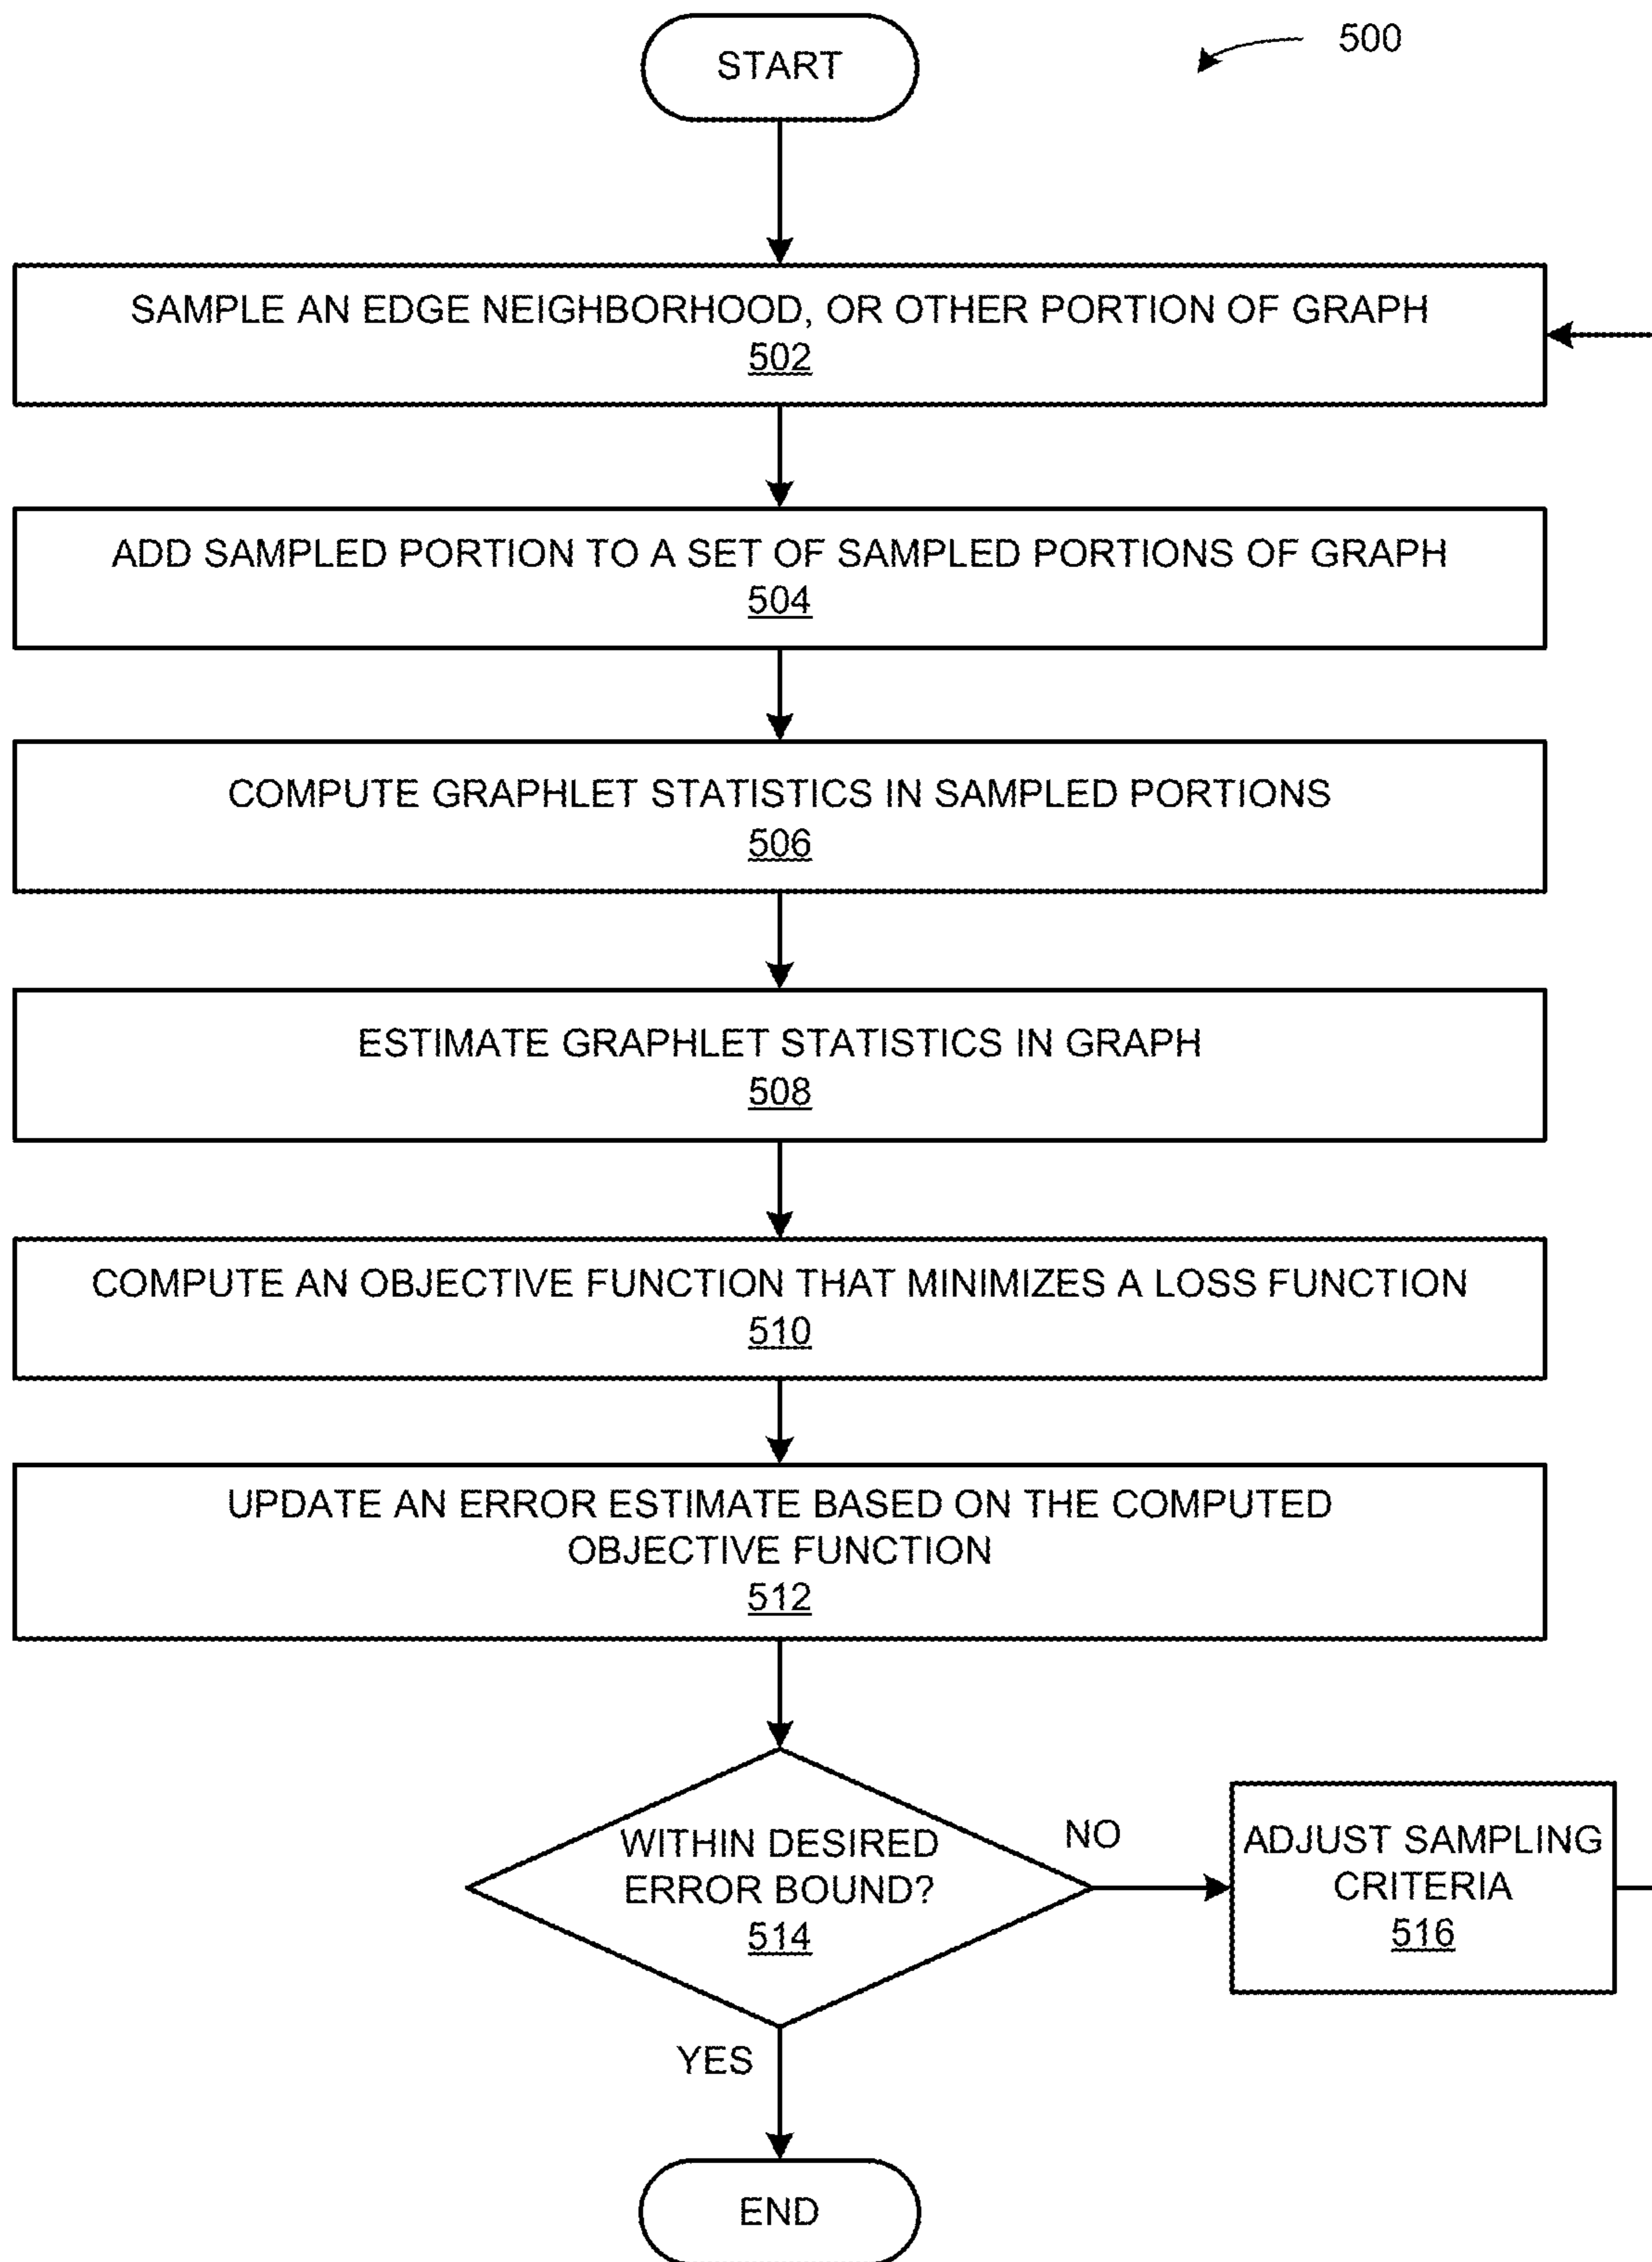 START
500
SAMPLE AN EDGE NEIGHBORHOOD, OR OTHER PORTION OF GRAPH
502
ADD SAMPLED PORTION TO A SET OF SAMPLED PORTIONS OF GRAPH
504
COMPUTE GRAPHLET STATISTICS IN SAMPLED PORTIONS
506
ESTIMATE GRAPHLET STATISTICS IN GRAPH
508
COMPUTE AN OBJECTIVE FUNCTION THAT MINIMIZES A LOSS FUNCTION
510
UPDATE AN ERROR ESTIMATE BASED ON THE COMPUTED
OBJECTIVE FUNCTION
512
WITHIN DESIRED
ERROR BOUND?
514
NO
ADJUST SAMPLING
CRITERIA
516
YES
END